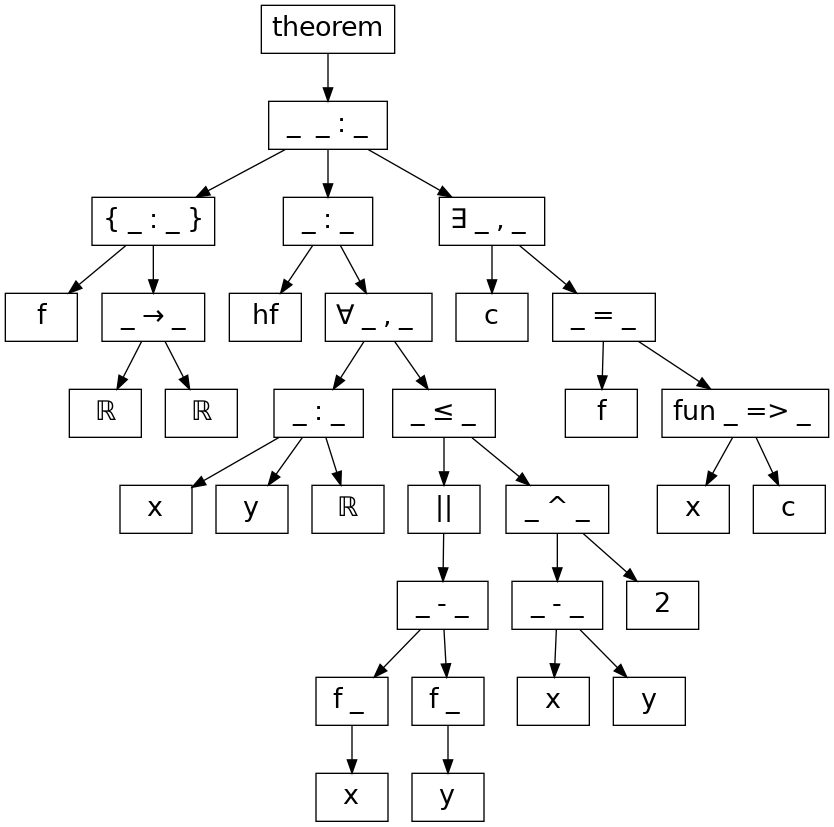 theorem
_ _ : _
{ _ : _ } _ : _ ∃ _ , _
f _ → _ hf ∀ _ , _ c _ = _
ℝ ℝ _ : _ _ ≤ _ f fun _ => _
x y ℝ || _ ^ _ x c
_ - _ _ - _ 2
f _ f _ x y
x y